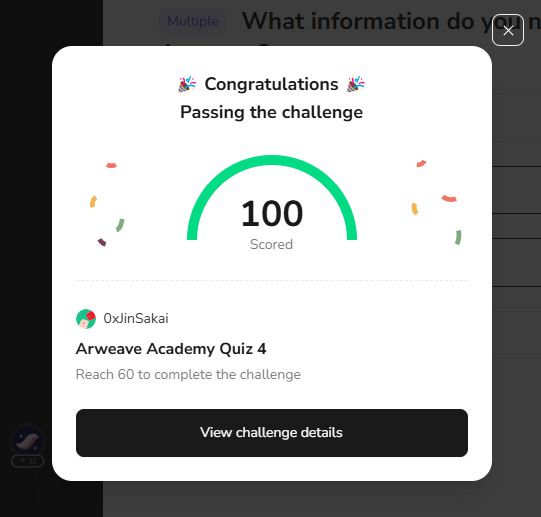 Multiple What information do you n
Congratulations
Passing the challenge
100
Scored
0xJinSakai
Arweave Academy Quiz 4
Reach 60 to complete the challenge
View challenge details